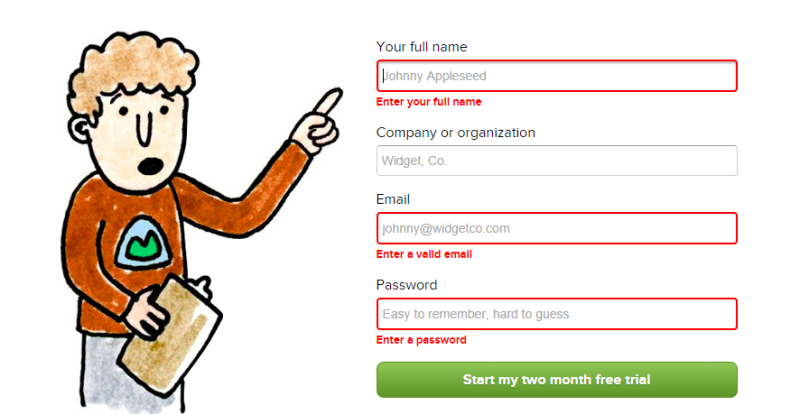 Your full name
Johnny Appleseed
Enter your full name
Company or organization
Widget, Co.
Email
johnny@widgetco.com
Enter a valid email
Password
Easy to remember, hard to guess
Enter a password
Start my two month free trial